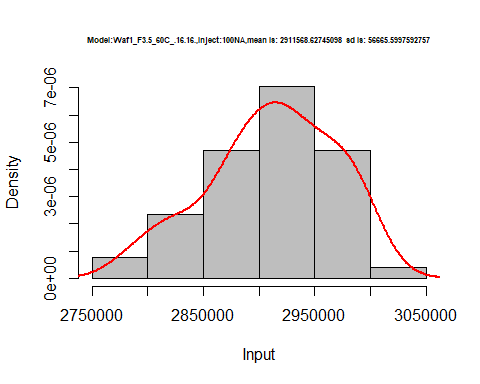 Model:Waf1_F3.5_60C_.16.16.,Inject:100NA,mean is: 2911568.62745098  sd is: 56665.5997592757
Density
7e-06
5e-06
3e-06
0e+00
2750000 2850000 2950000 3050000
Input